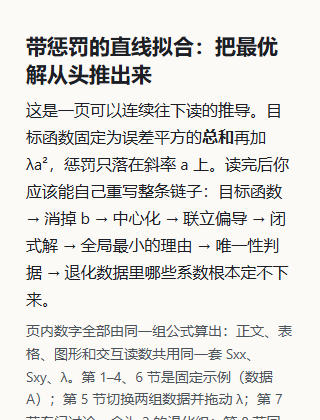 带惩罚的直线拟合：把最优
解从头推出来
这是一页可以连续往下读的推导。目
标函数固定为误差平方的总和再加
λa²，惩罚只落在斜率 a 上。读完后你
应该能自己重写整条链子：目标函数
→ 消掉 b → 中心化 → 联立偏导 → 闭
式解 → 全局最小的理由 → 唯一性判
据 → 退化数据里哪些系数根本定不下
来。
页内数字全部由同一组公式算出：正文、表
格、图形和交互读数共用同一套 Sxx、
Sxy、λ。第 1–4、6 节是固定示例（数据
A）；第 5 节切换两组数据并拖动 λ；第 7